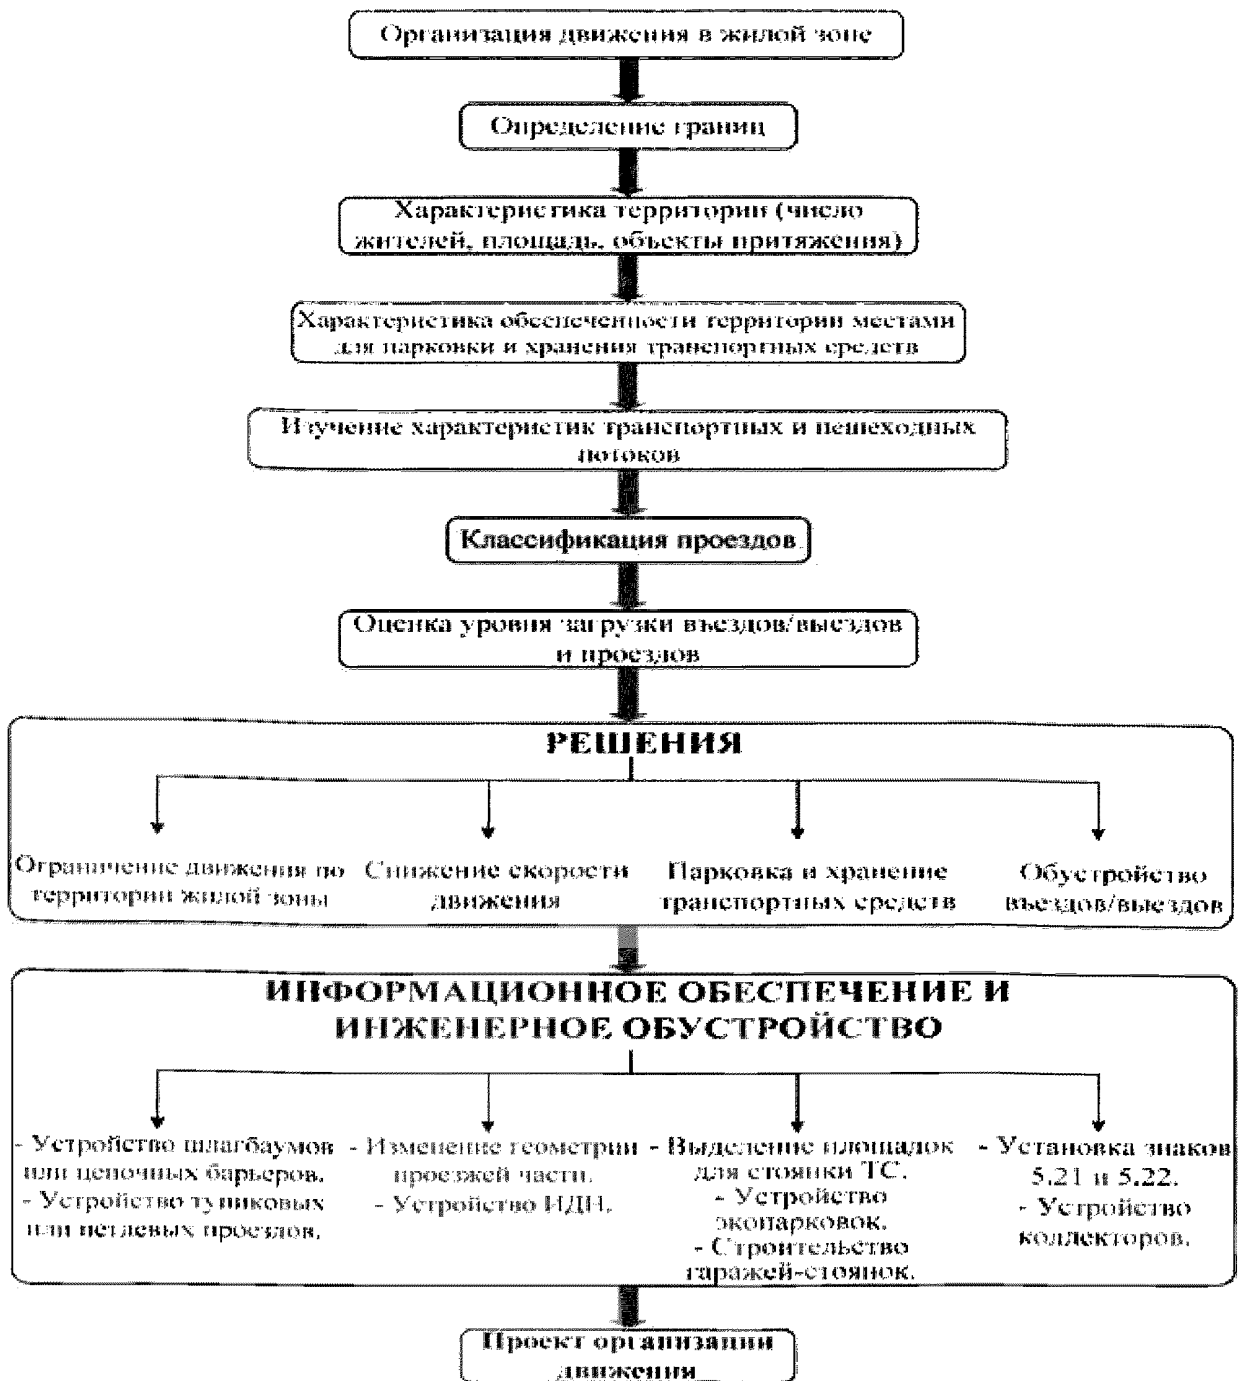 Организация движения в жилой зоне
Определение границ
Характеристика территории (число
жителей, площадь, объекты притяжения)
Характеристика обеспеченности территории местами
для парковки и хранения транспортных средств
Изучение характеристик транспортных и пешеходных
потоков
Классификация проездов
Оценка уровня загрузки въездов/выездов
и проездов
РЕШЕНИЯ
Ограничение движения по
территории жилой зоны
Снижение скорости
движения
Парковка и хранение
транспортных средств
Обустройство
въездов/выездов
ИНФОРМАЦИОННОЕ ОБЕСПЕЧЕНИЕ И
ИНЖЕНЕРНОЕ ОБУСТРОЙСТВО
- Устройство шлагбаумов
или цепочных барьеров.
- Устройство тупиковых
или петлевых проездов.
- Изменение геометрии
проезжей части.
- Устройство ИДН.
- Выделение площадок
для стоянки ТС.
- Устройство
экопарковок.
- Строительство
гаражей-стоянок.
- Установка знаков
5.21 и 5.22.
- Устройство
коллекторов.
Проект организации
движения